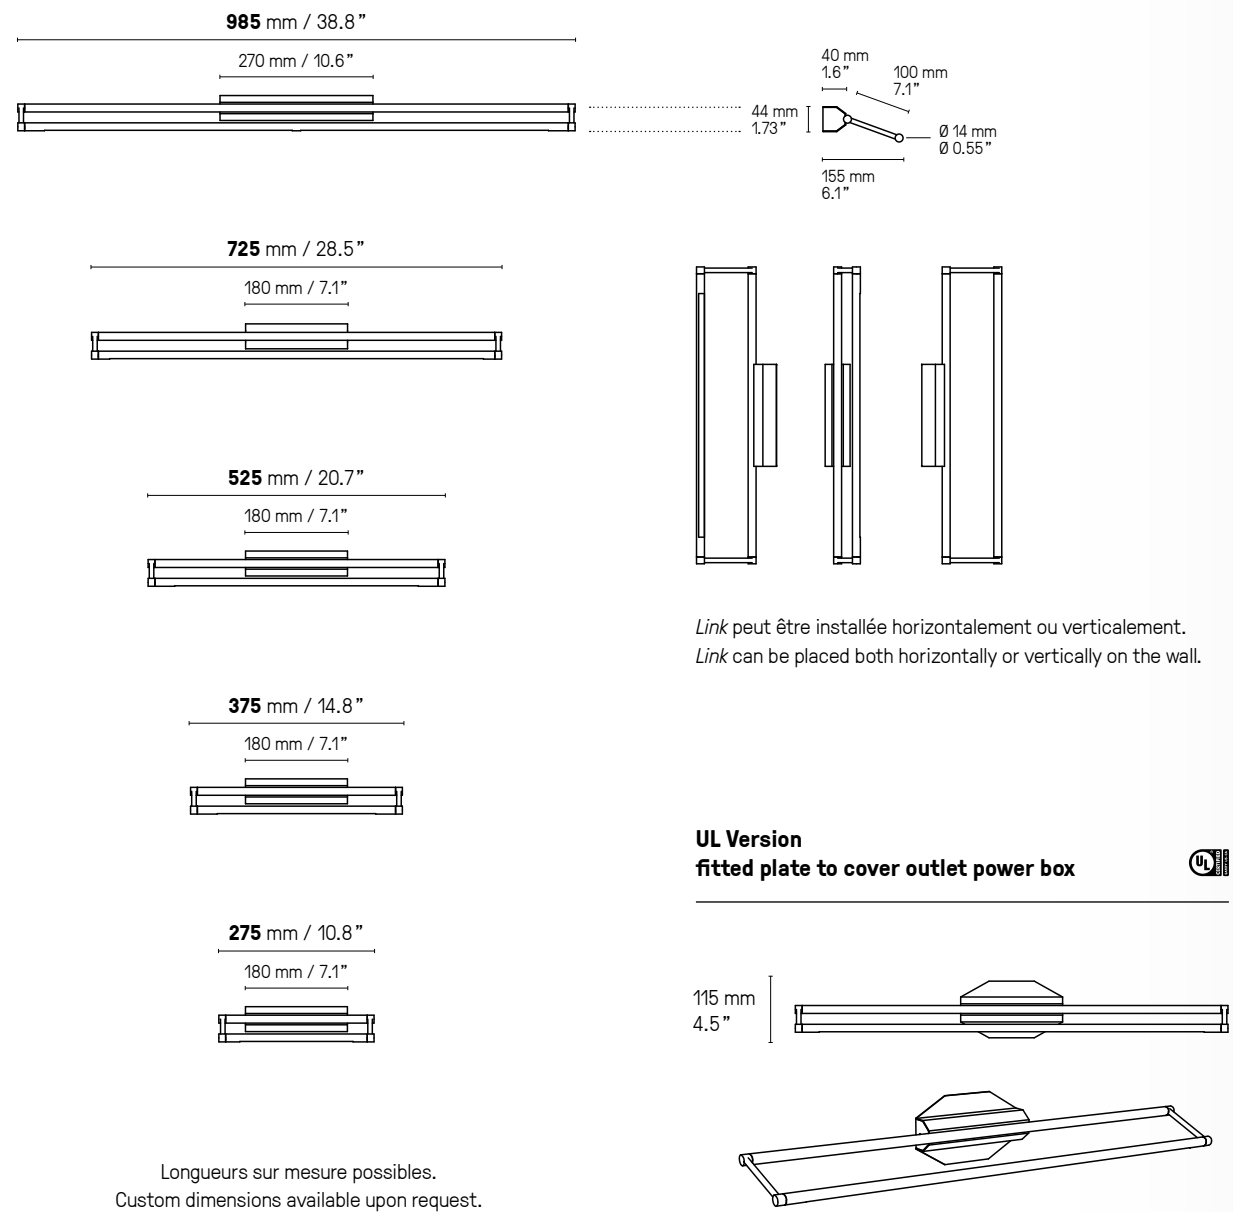 985 mm / 38.8”
270 mm / 10.6”
40 mm
1.6”
100 mm
7.1”
44 mm
1.73”
Ø 14 mm
Ø 0.55”
155 mm
6.1”
725 mm / 28.5”
180 mm / 7.1”
525 mm / 20.7”
180 mm / 7.1”
Link peut être installée horizontalement ou verticalement.
Link can be placed both horizontally or vertically on the wall.
375 mm / 14.8”
180 mm / 7.1”
UL Version
fitted plate to cover outlet power box
UL
275 mm / 10.8”
180 mm / 7.1”
115 mm
4.5”
Longueurs sur mesure possibles.
Custom dimensions available upon request.